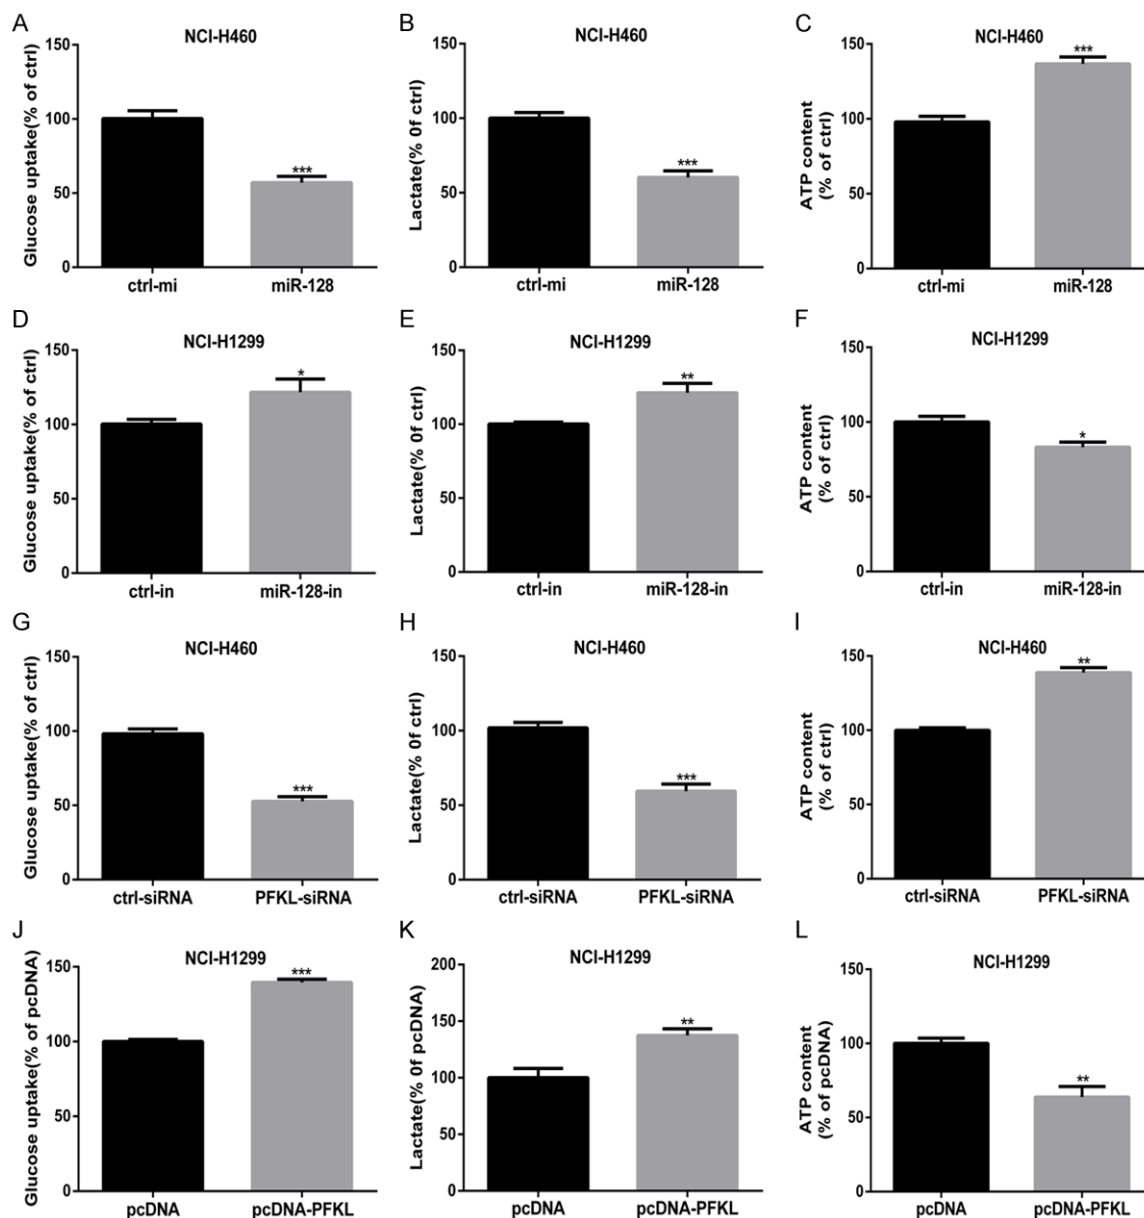 A
NCI-H460
Glucose uptake(% of ctrl)
150
100
50
0
***
ctrl-mi
miR-128
B
NCI-H460
Lactate(% 0f ctrl)
150
100
50
0
***
ctrl-mi
miR-128
C
NCI-H460
ATP content
(% of ctrl)
150
100
50
0
***
ctrl-mi
miR-128
D
NCI-H1299
Glucose uptake(% of ctrl)
150
100
50
0
*
ctrl-in
miR-128-in
E
NCI-H1299
Lactate(% 0f ctrl)
150
100
50
0
**
ctrl-in
miR-128-in
F
NCI-H1299
ATP content
(% of ctrl)
150
100
50
0
*
ctrl-in
miR-128-in
G
NCI-H460
Glucose uptake(% of ctrl)
150
100
50
0
***
ctrl-siRNA
PFKL-siRNA
H
NCI-H460
Lactate(% 0f ctrl)
150
100
50
0
***
ctrl-siRNA
PFKL-siRNA
I
NCI-H460
ATP content
(% of ctrl)
150
100
50
0
**
ctrl-siRNA
PFKL-siRNA
J
NCI-H1299
Glucose uptake(% of pcDNA)
150
100
50
0
***
pcDNA
pcDNA-PFKL
K
NCI-H1299
Lactate(% 0f pcDNA)
200
150
100
50
0
**
pcDNA
pcDNA-PFKL
L
NCI-H1299
ATP content
(% of pcDNA)
150
100
50
0
**
pcDNA
pcDNA-PFKL